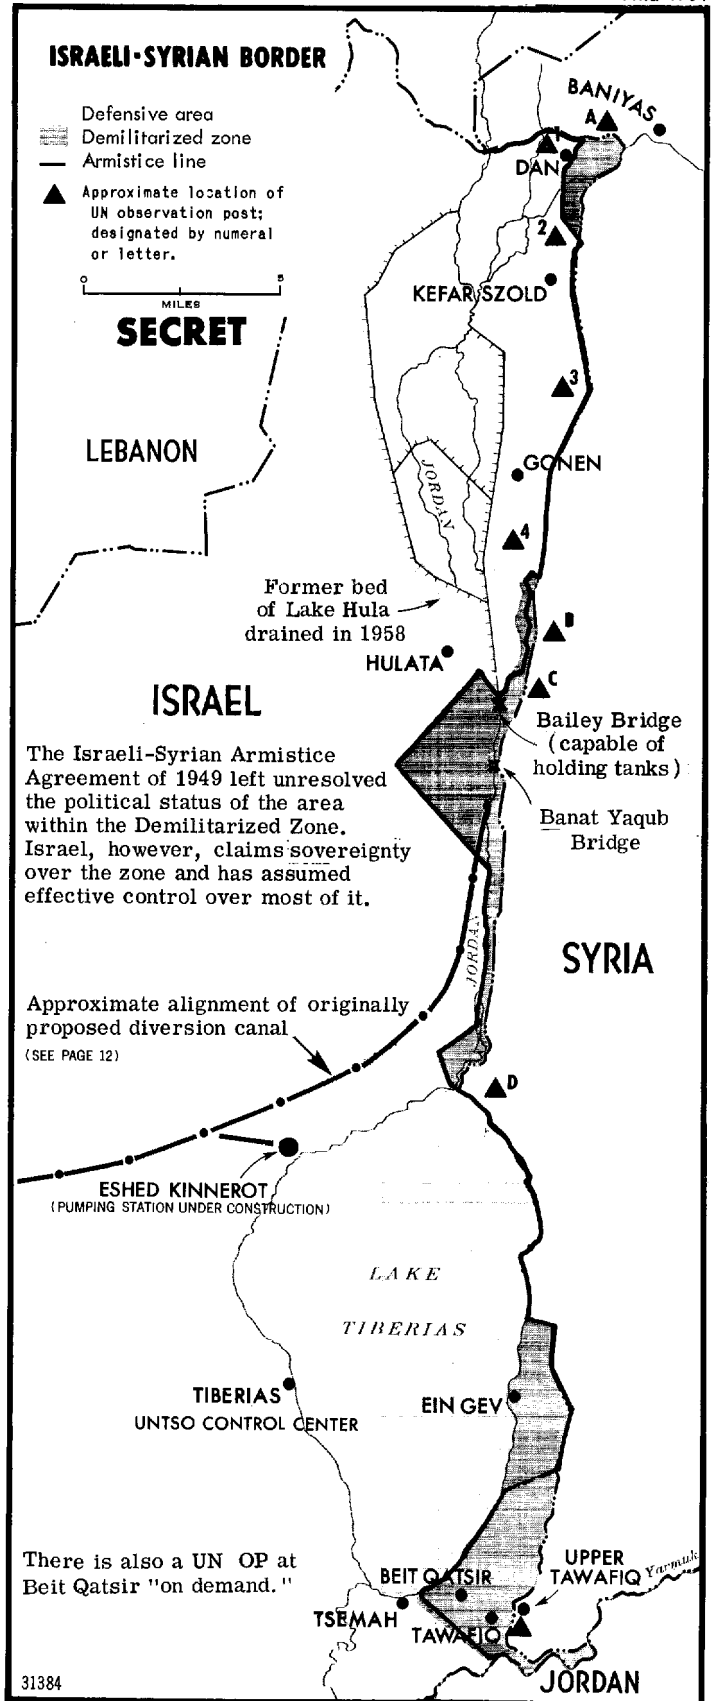 ISRAELI-SYRIAN BORDER
Defensive area
Demilitarized zone
Armistice line
Approximate location of
UN observation post;
designated by numeral
or letter.
0 5
MILES
SECRET
BANIYAS
A
1
DAN
2
KEFAR SZOLD
3
LEBANON
GONEN
JORDAN
4
Former bed
of Lake Hula
drained in 1958
B
HULATA
C
ISRAEL
Bailey Bridge
(capable of
holding tanks)
The Israeli-Syrian Armistice
Agreement of 1949 left unresolved
the political status of the area
within the Demilitarized Zone.
Israel, however, claims sovereignty
over the zone and has assumed
effective control over most of it.
Banat Yaqub
Bridge
JORDAN
SYRIA
Approximate alignment of originally
proposed diversion canal
(SEE PAGE 12)
D
ESHED KINNEROT
(PUMPING STATION UNDER CONSTRUCTION)
LAKE
TIBERIAS
TIBERIAS
UNTSO CONTROL CENTER
EIN GEV
There is also a UN OP at
Beit Qatsir "on demand."
BEIT QATSIR
UPPER
TAWAFIQ
Yarmuk
TSEMAH
TAWAFIQ
JORDAN
31384